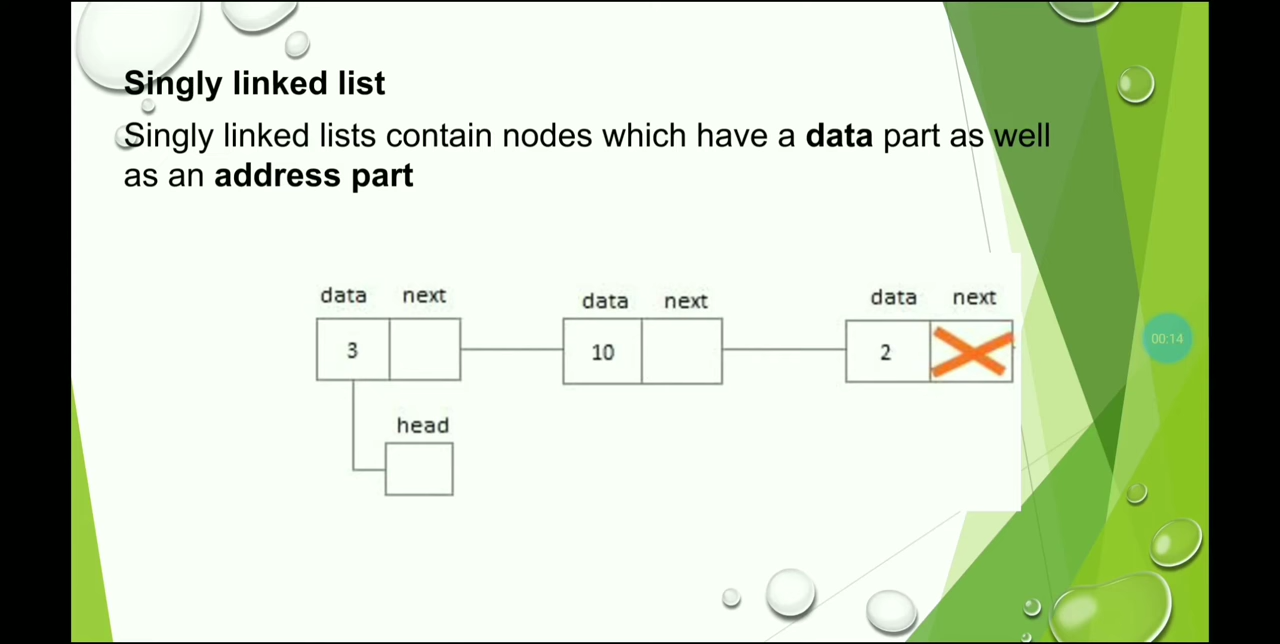 Singly linked list
Singly linked lists contain nodes which have a data part as well
as an address part
data next data next data next
3 10 2
00:14
head